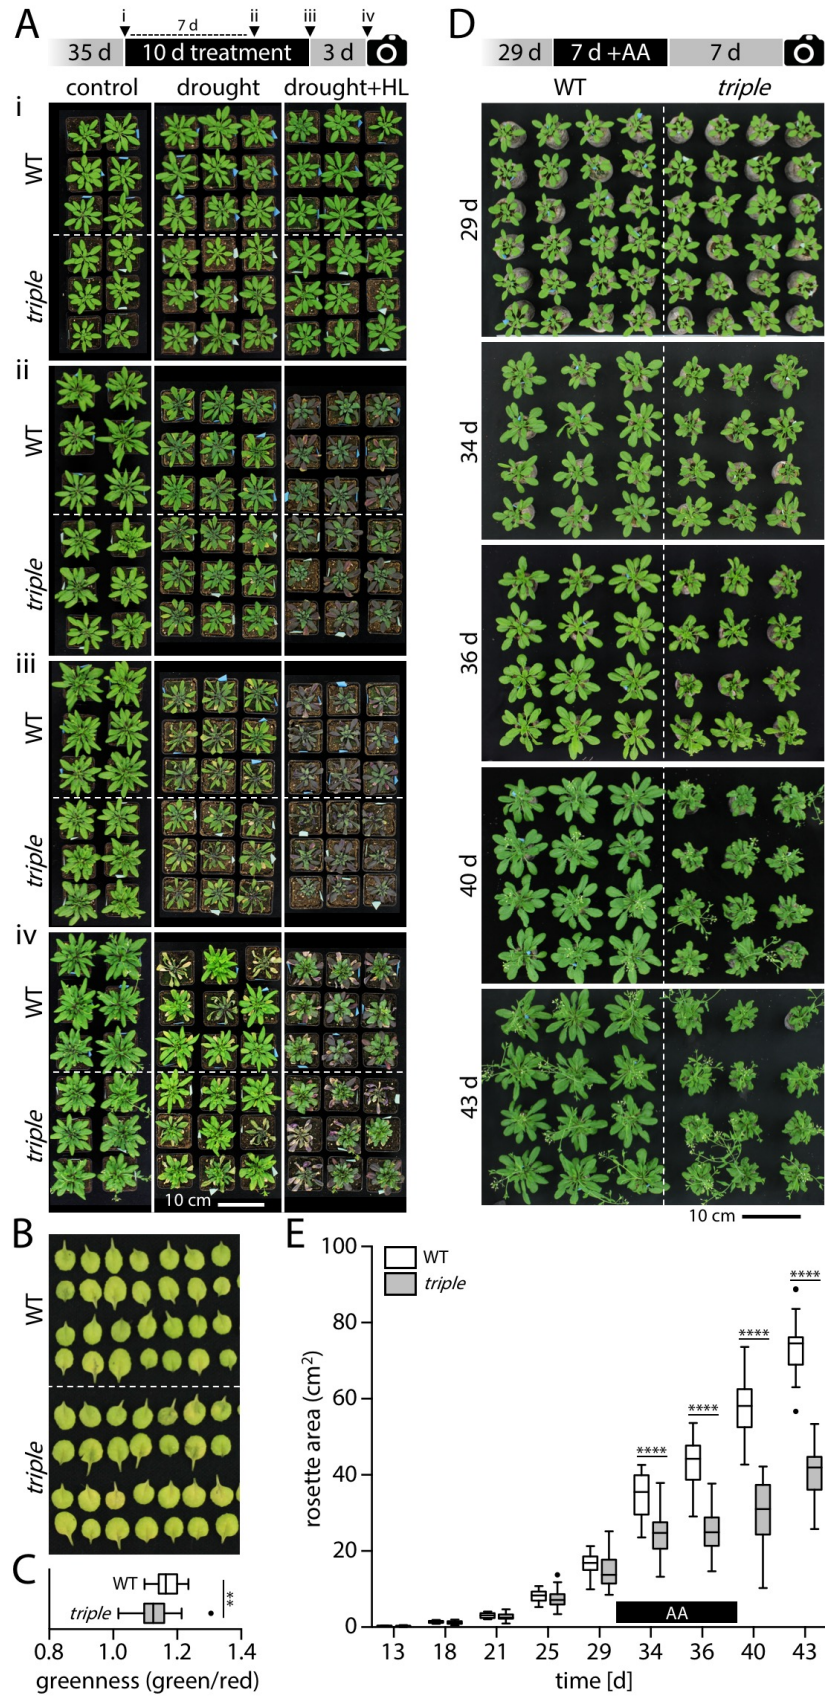 A
i
7 d
ii
iii
iv
35 d
10 d treatment
3 d
control
drought
drought+HL
i
WT
triple
ii
WT
triple
iii
WT
triple
iv
WT
triple
10 cm
D
29 d
7 d +AA
7 d
WT
triple
29 d
34 d
36 d
40 d
43 d
10 cm
B
WT
triple
C
WT
triple
**
0.8
1.0
1.2
1.4
greenness (green/red)
E
WT
triple
rosette area (cm²)
100
80
60
40
20
0
****
****
****
****
****
AA
13
18
21
25
29
34
36
40
43
time [d]